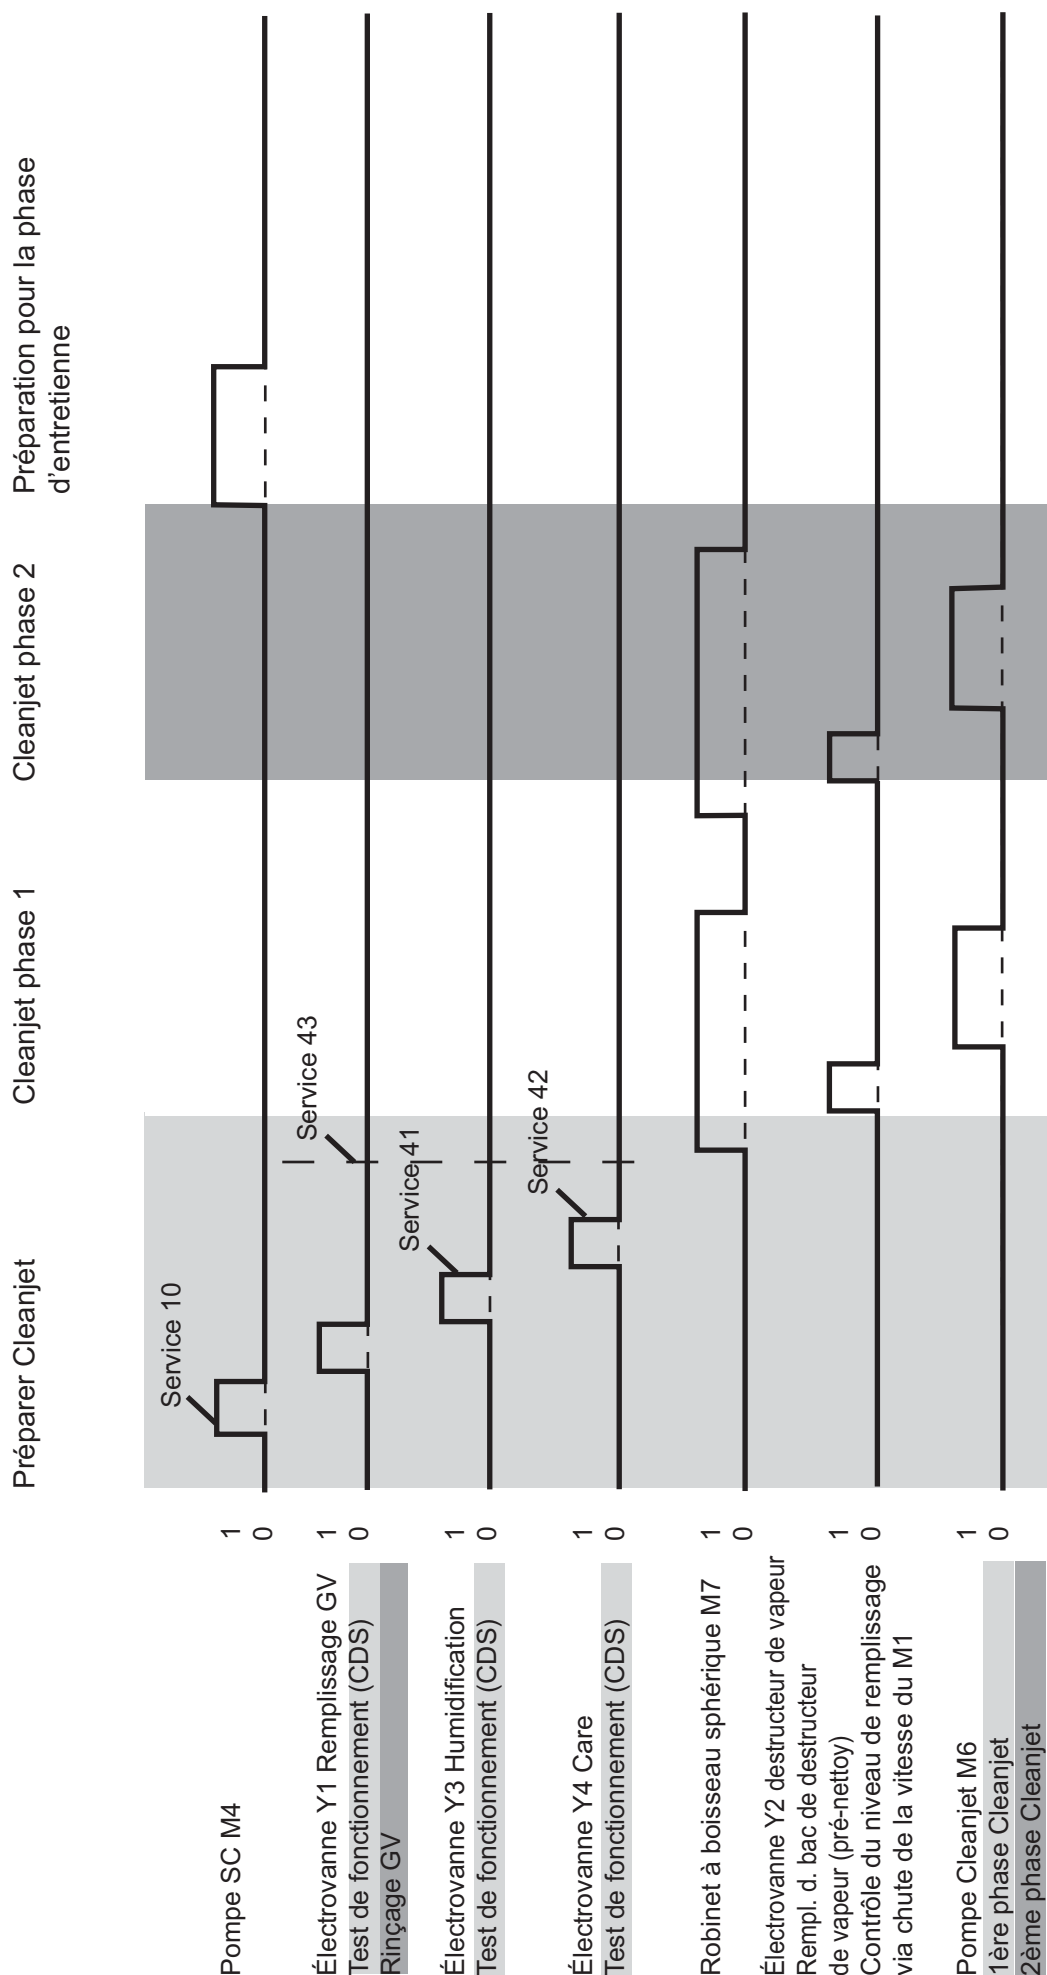 Préparer Cleanjet
Cleanjet phase 1
Cleanjet phase 2
Préparation pour la phase
d'entretienne
Pompe SC M4
1
0
Service 10
Électrovanne Y1 Remplissage GV
Test de fonctionnement (CDS)
Rinçage GV
1
0
Service 43
Électrovanne Y3 Humidification
Test de fonctionnement (CDS)
1
0
Service 41
Électrovanne Y4 Care
Test de fonctionnement (CDS)
1
0
Service 42
Robinet à boisseau sphérique M7
1
0
Électrovanne Y2 destructeur de vapeur
Rempl. d. bac de destructeur
de vapeur (pré-nettoy)
Contrôle du niveau de remplissage
via chute de la vitesse du M1
1
0
Pompe Cleanjet M6
1ère phase Cleanjet
2ème phase Cleanjet
1
0